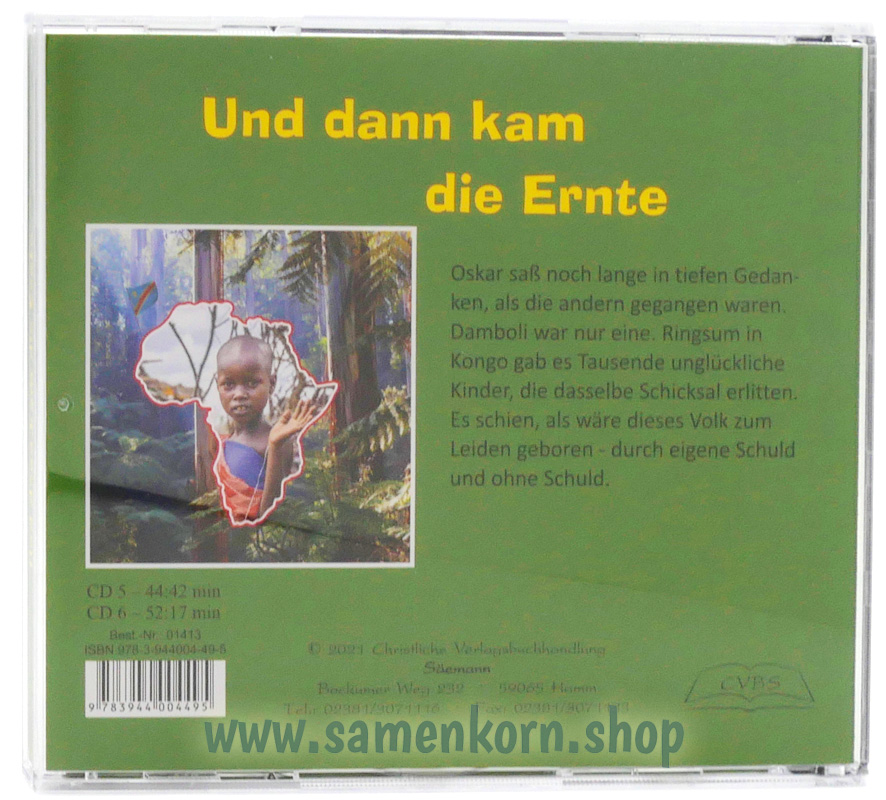 Und dann kam
die Ernte
Oskar saß noch lange in tiefen Gedan-
ken, als die andern gegangen waren.
Damboli war nur eine. Ringsum in
Kongo gab es Tausende unglückliche
Kinder, die dasselbe Schicksal erlitten.
Es schien, als wäre dieses Volk zum
Leiden geboren - durch eigene Schuld
und ohne Schuld.
CD 5 – 44:42 min
CD 6 – 52:17 min
Best.-Nr. 01413
ISBN 978-3-944004-49-5
9 783944 004495
© 2021 Christliche Verlagsbuchhandlung
Säemann
Bockumer Weg 232 59065 Hamm
CVBS
www.samenkorn.shop